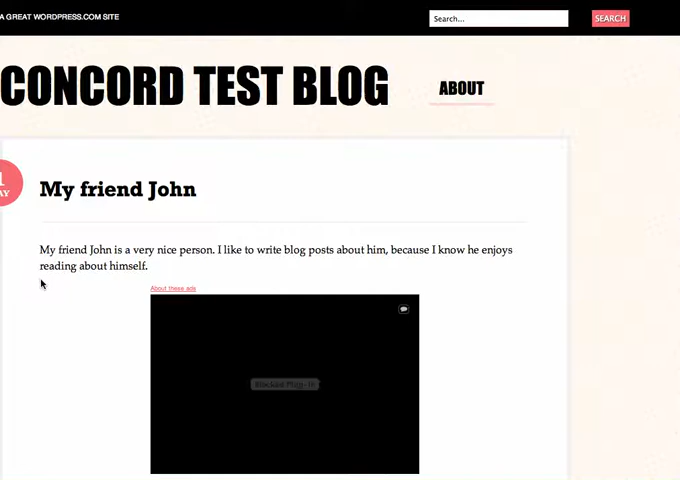 A GREAT WORDPRESS.COM SITE
Search...
SEARCH
CONCORD TEST BLOG
ABOUT
1
AY
My friend John
My friend John is a very nice person. I like to write blog posts about him, because I know he enjoys
reading about himself.
About these ads
Blocked Plug-in